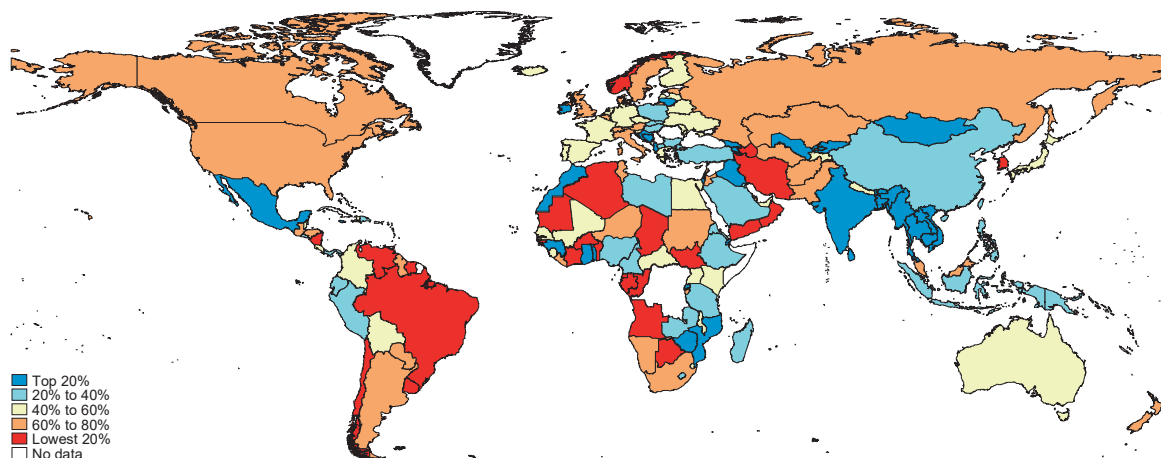 Top 20%
20% to 40%
40% to 60%
60% to 80%
Lowest 20%
No data